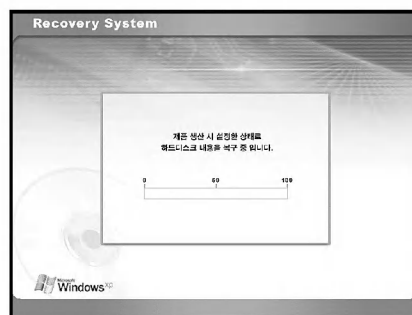 Recovery System
제품 생산 시 설정한 상태로
하드디스크 내용을 복구 중 입니다.
0 50 100
Microsoft
Windows xp